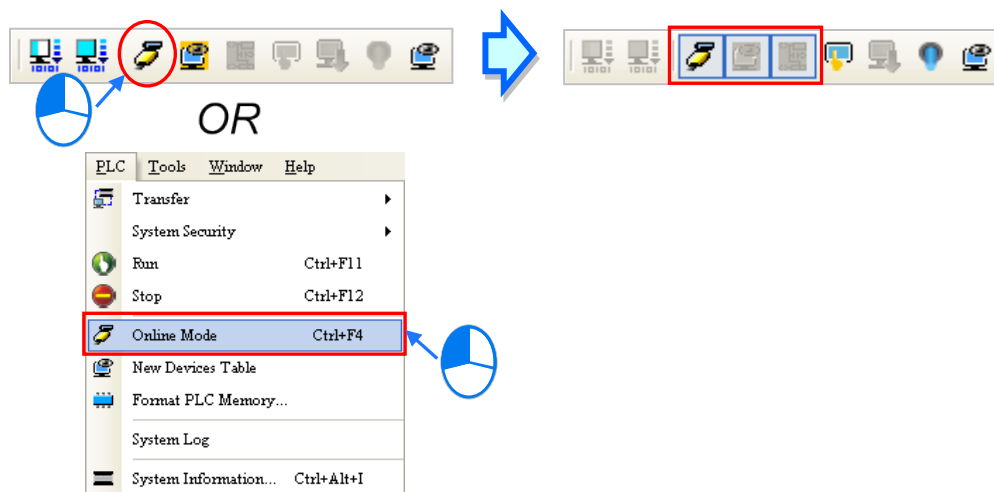 OR
PLC Tools Window Help
Transfer
System Security
Run Ctrl+F11
Stop Ctrl+F12
Online Mode Ctrl+F4
New Devices Table
Format PLC Memory...
System Log
System Information... Ctrl+Alt+I